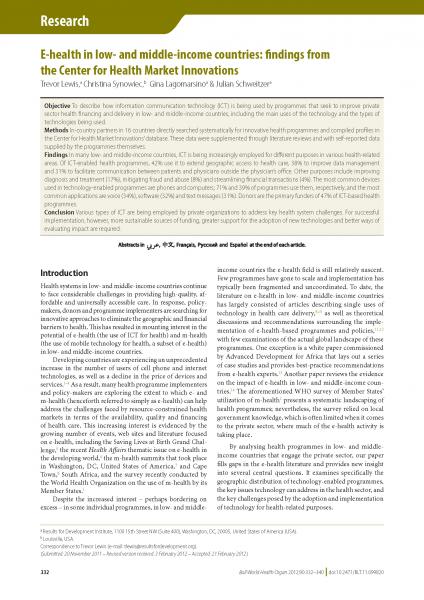 Research
E-health in low- and middle-income countries: findings from
the Center for Health Market Innovations
Trevor Lewis,a Christina Synowiec,b Gina Lagomarsinoa & Julian Schweitzera
Objective To describe how information communication technology (ICT) is being used by programmes that seek to improve private
sector health financing and delivery in low- and middle-income countries, including the main uses of the technology and the types of
technologies being used.
Methods In-country partners in 16 countries directly searched systematically for innovative health programmes and compiled profiles in
the Center for Health Market Innovations' database. These data were supplemented through literature reviews and with self-reported data
supplied by the programmes themselves.
Findings In many low- and middle-income countries, ICT is being increasingly employed for different purposes in various health-related
areas. Of ICT-enabled health programmes, 42% use it to extend geographic access to health care, 38% to improve data management
and 31% to facilitate communication between patients and physicians outside the physician's office. Other purposes include improving
diagnosis and treatment (17%), mitigating fraud and abuse (8%) and streamlining financial transactions (4%). The most common devices
used in technology-enabled programmes are phones and computers; 71% and 39% of programmes use them, respectively, and the most
common applications are voice (34%), software (32%) and text messages (31%). Donors are the primary funders of 47% of ICT-based health
programmes.
Conclusion Various types of ICT are being employed by private organizations to address key health system challenges. For successful
implementation, however, more sustainable sources of funding, greater support for the adoption of new technologies and better ways of
evaluating impact are required.
Abstracts in عربي, 中文, Français, Русский and Español at the end of each article.
Introduction
Health systems in low- and middle-income countries continue
to face considerable challenges in providing high-quality, af-
fordable and universally accessible care. In response, policy-
makers, donors and programme implementers are searching for
innovative approaches to eliminate the geographic and financial
barriers to health. This has resulted in mounting interest in the
potential of e-health (the use of ICT for health) and m-health
(the use of mobile technology for health, a subset of e-health)
in low- and middle-income countries.
Developing countries are experiencing an unprecedented
increase in the number of users of cell phone and internet
technologies, as well as a decline in the price of devices and
services. As a result, many health programme implementers
and policy-makers are exploring the extent to which e- and
m-health (henceforth referred to simply as e-health) can help
address the challenges faced by resource-constrained health
markets in terms of the availability, quality and financing
of health care. This increasing interest is evidenced by the
growing number of events, web sites and literature focused
on e-health, including the Saving Lives at Birth Grand Chal-
lenge, the recent Health Affairs thematic issue on e-health in
the developing world, the m-health summits that took place
in Washington, DC, United States of America, and Cape
Town, South Africa, and the survey recently conducted by
the World Health Organization on the use of m-health by its
Member States.
Despite the increased interest – perhaps bordering on
excess – in some individual programmes, in low- and middle-
income countries the e-health field is still relatively nascent.
Few programmes have gone to scale and implementation has
typically been fragmented and uncoordinated. To date, the
literature on e-health in low- and middle-income countries
has largely consisted of articles describing single uses of
technology in health care delivery, as well as theoretical
discussions and recommendations surrounding the imple-
mentation of e-health-based programmes and policies,
with few examinations of the actual global landscape of these
programmes. One exception is a white paper commissioned
by Advanced Development for Africa that lays out a series
of case studies and provides best-practice recommendations
from e-health experts. Another paper reviews the evidence
on the impact of e-health in low- and middle-income coun-
tries. The aforementioned WHO survey of Member States'
utilization of m-health presents a systematic landscaping of
health programmes; nevertheless, the survey relied on local
government knowledge, which is often limited when it comes
to the private sector, where much of the e-health activity is
taking place.
By analysing health programmes in low- and middle-
income countries that engage the private sector, our paper
fills gaps in the e-health literature and provides new insight
into several central questions. It examines specifically the
geographic distribution of technology-enabled programmes,
the key issues technology can address in the health sector, and
the key challenges posed by the adoption and implementation
of technology for health-related purposes.
a Results for Development Institute, 1100 15th Street NW (Suite 400), Washington, DC, 20005, United States of America (USA).
b Louisville, USA.
Correspondence to Trevor Lewis (e-mail: tlewis@resultsfordevelopment.org).
(Submitted: 20 November 2011 – Revised version received: 3 February 2012 – Accepted: 21 February 2012)
332
Bull World Health Organ 2012;90:332–340 | doi:10.2471/BLT.11.099820